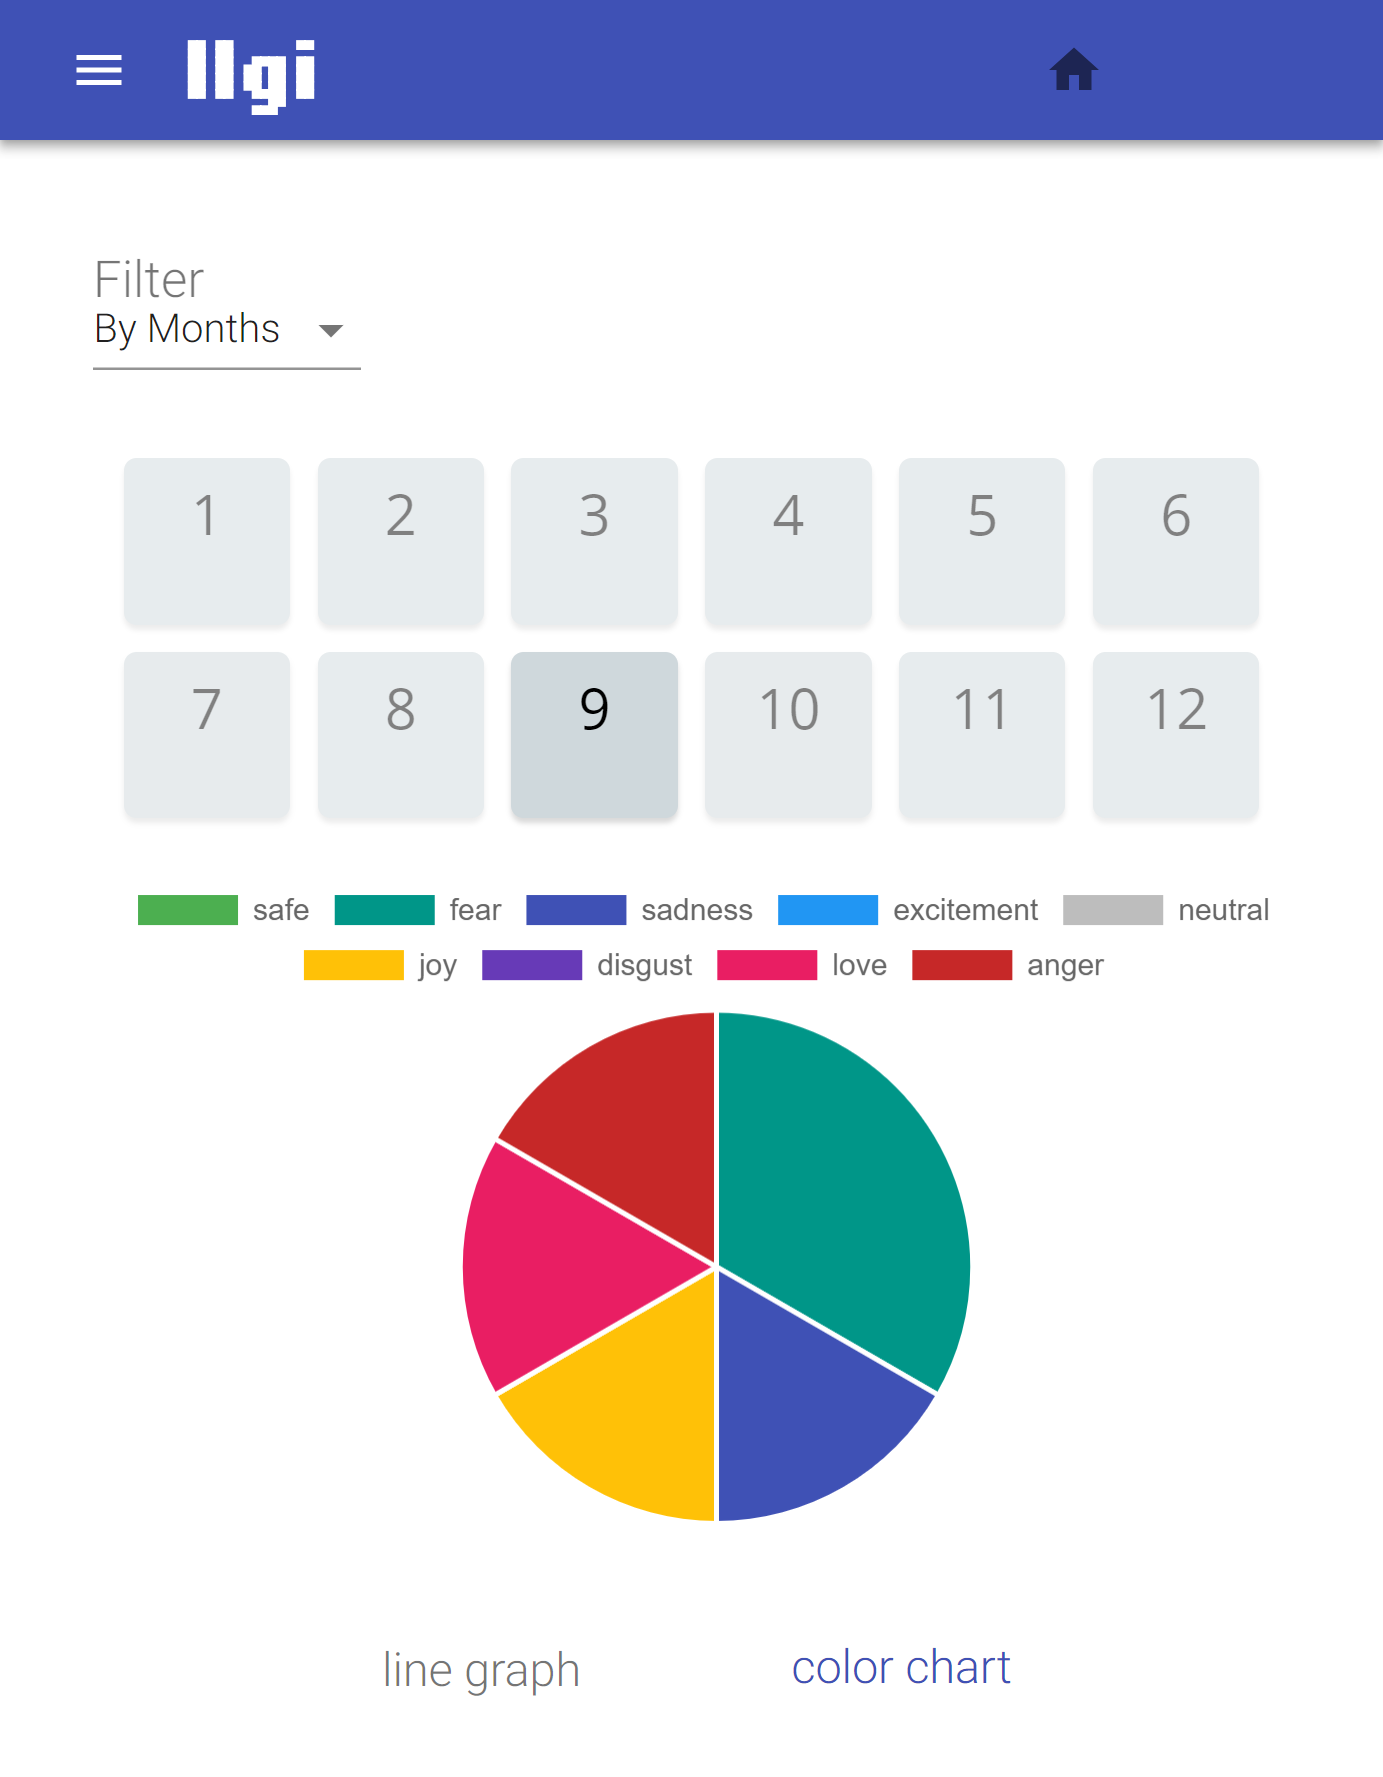 llgi
Filter
By Months
1 2 3 4 5 6
7 8 9 10 11 12
safe fear sadness excitement neutral
joy disgust love anger
line graph color chart